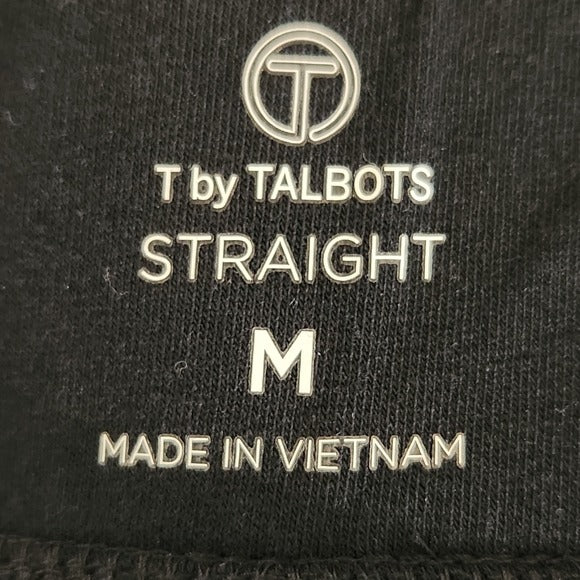 T
T by TALBOTS
STRAIGHT
M
MADE IN VIETNAM